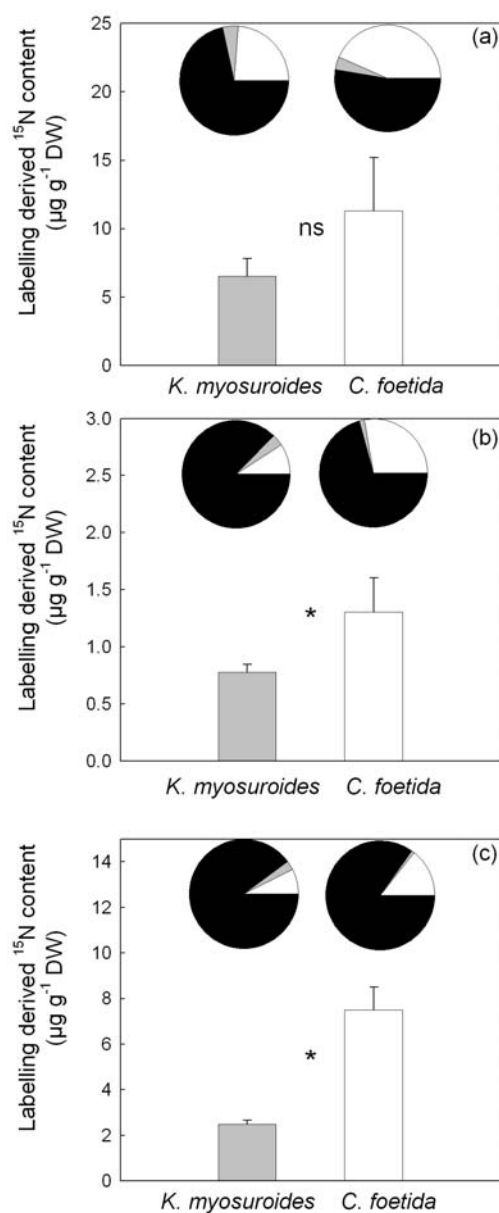 (a)
25
20
15
10
5
0
Labelling derived ¹⁵N content
(µg g⁻¹ DW)
ns
K. myosuroides C. foetida
(b)
3.0
2.5
2.0
1.5
1.0
0.5
0.0
Labelling derived ¹⁵N content
(µg g⁻¹ DW)
*
K. myosuroides C. foetida
(c)
14
12
10
8
6
4
2
0
Labelling derived ¹⁵N content
(µg g⁻¹ DW)
*
K. myosuroides C. foetida